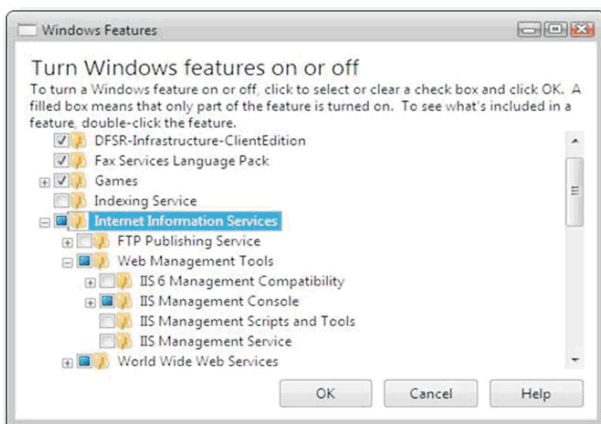 Windows Features
Turn Windows features on or off
To turn a Windows feature on or off, click to select or clear a check box and click OK. A
filled box means that only part of the feature is turned on. To see what's included in a
feature, double-click the feature.
DFSR-Infrastructure-ClientEdition
Fax Services Language Pack
Games
Indexing Service
Internet Information Services
FTP Publishing Service
Web Management Tools
IIS 6 Management Compatibility
IIS Management Console
IIS Management Scripts and Tools
IIS Management Service
World Wide Web Services
OK Cancel Help